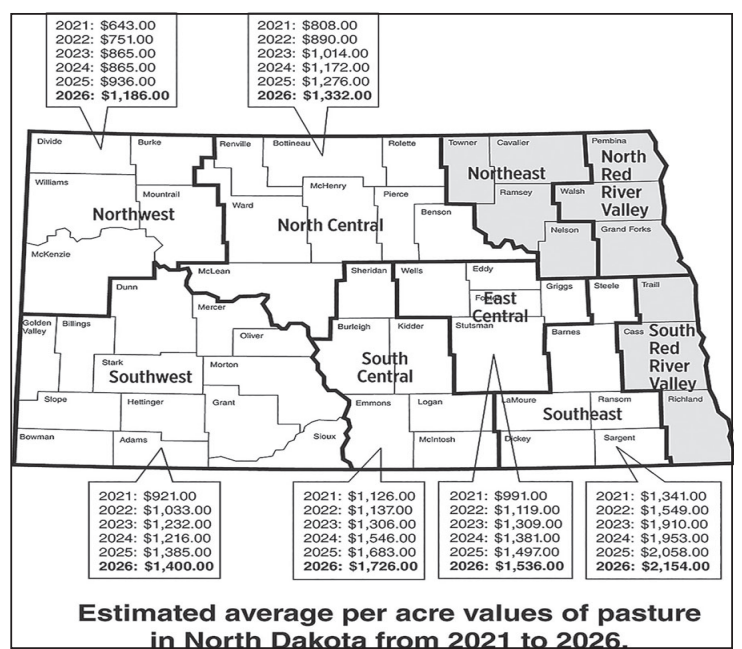 2021: $643.00
2022: $751.00
2023: $865.00
2024: $865.00
2025: $936.00
2026: $1,186.00
2021: $808.00
2022: $890.00
2023: $1,014.00
2024: $1,172.00
2025: $1,276.00
2026: $1,332.00
Divide
Burke
Renville
Bottineau
Rolette
Towner
Cavalier
Pembina
North
Red
River
Valley
Northeast
Williams
Mountrail
Northwest
Ward
McHenry
Pierce
North Central
Benson
Ramsey
Walsh
Nelson
Grand Forks
McKenzie
Dunn
McLean
Sheridan
Wells
Eddy
East
Central
Griggs
Steele
Traill
Mercer
Oliver
Golden
Valley
Billings
Burleigh
Kidder
Stutsman
Barnes
Cass
South
Red
River
Valley
Stark
Southwest
Morton
South
Central
Slope
Hettinger
Grant
Emmons
Logan
LaMoure
Ransom
Richland
Southeast
Bowman
Adams
Sioux
McIntosh
Dickey
Sargent
2021: $921.00
2022: $1,033.00
2023: $1,232.00
2024: $1,216.00
2025: $1,385.00
2026: $1,400.00
2021: $1,126.00
2022: $1,137.00
2023: $1,306.00
2024: $1,546.00
2025: $1,683.00
2026: $1,726.00
2021: $991.00
2022: $1,119.00
2023: $1,309.00
2024: $1,381.00
2025: $1,497.00
2026: $1,536.00
2021: $1,341.00
2022: $1,549.00
2023: $1,910.00
2024: $1,953.00
2025: $2,058.00
2026: $2,154.00
Estimated average per acre values of pasture
in North Dakota from 2021 to 2026.